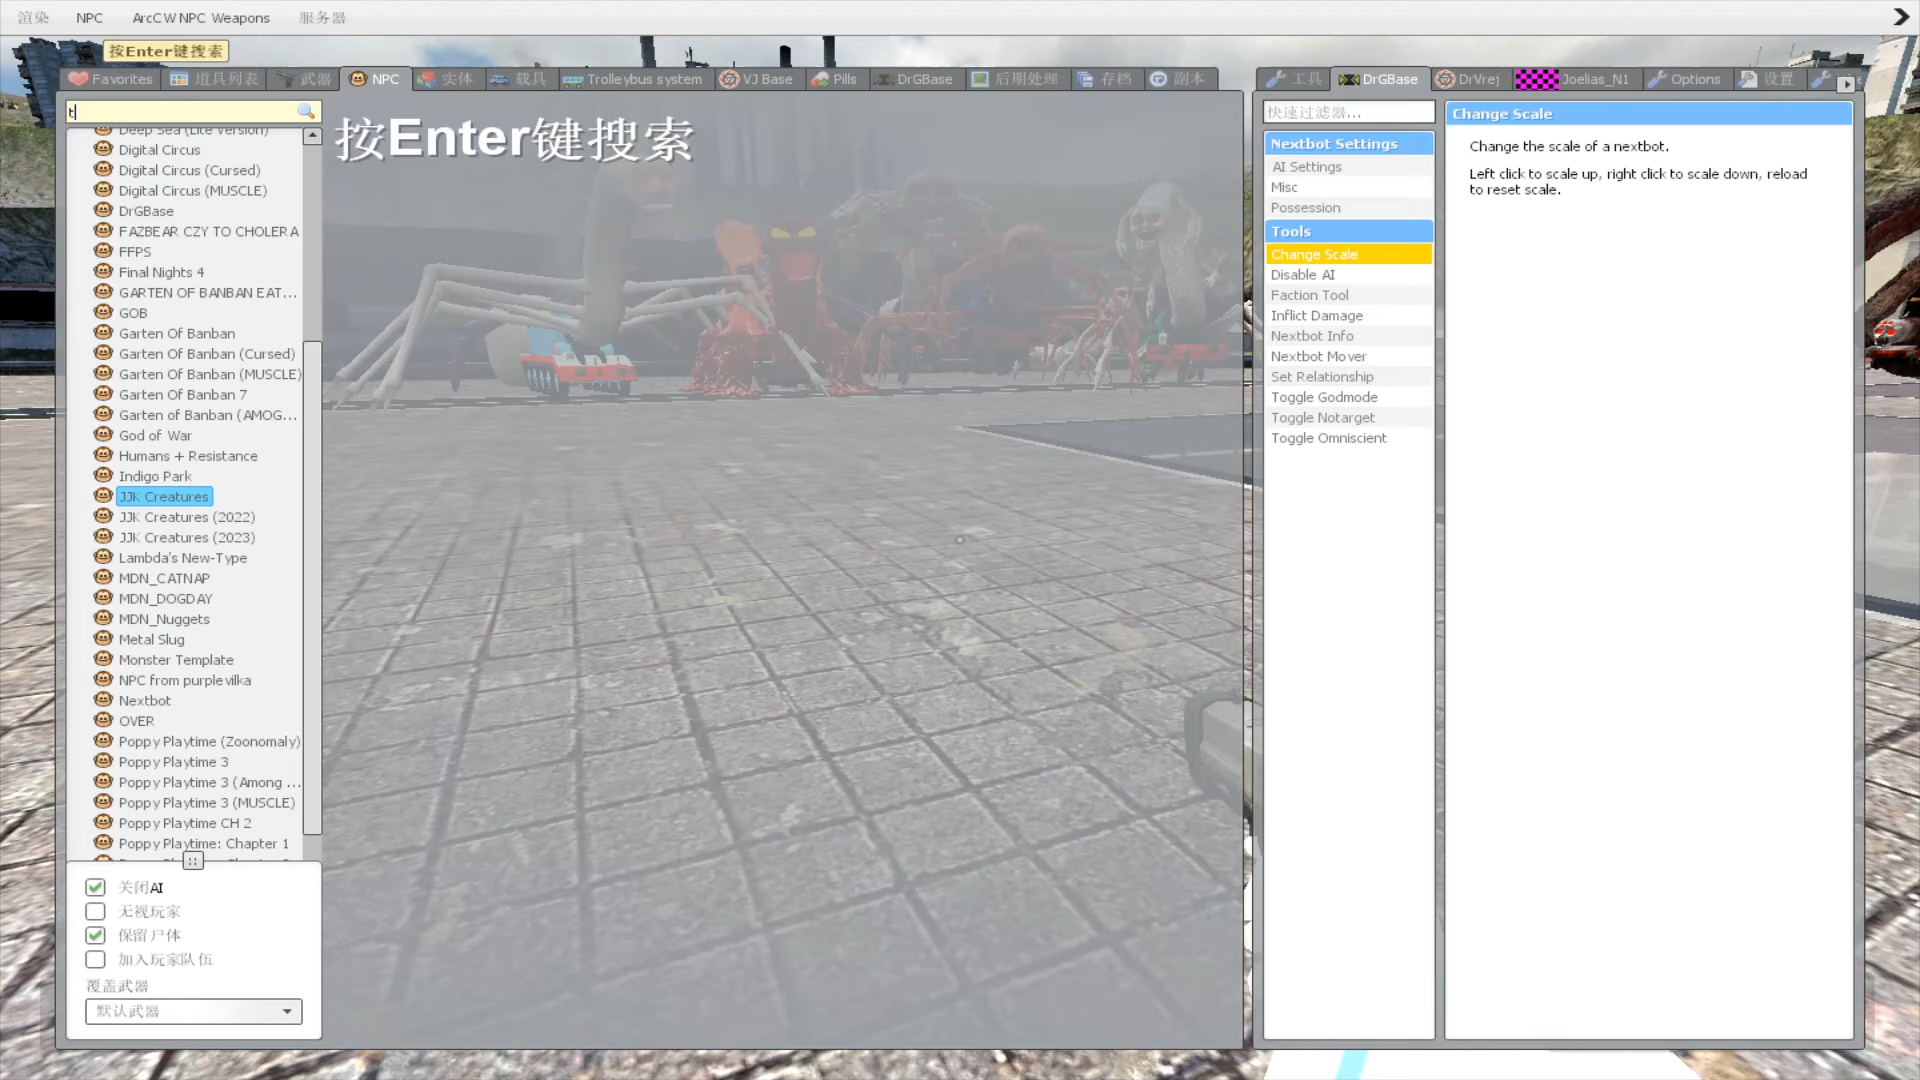 渲染 NPC ArcCW NPC Weapons 服务器
按Enter键搜索
Favorites 道具列表 武器 NPC 实体 载具 Trolleybus system VJ Base Pills DrGBase 后期处理 存档 副本
t
按Enter键搜索
Deep Sea (Lite Version)
Digital Circus
Digital Circus (Cursed)
Digital Circus (MUSCLE)
DrGBase
FAZBEAR CZY TO CHOLERA
FFPS
Final Nights 4
GARTEN OF BANBAN EAT...
GOB
Garten Of Banban
Garten Of Banban (Cursed)
Garten Of Banban (MUSCLE)
Garten Of Banban 7
Garten of Banban (AMOG...
God of War
Humans + Resistance
Indigo Park
JJK Creatures
JJK Creatures (2022)
JJK Creatures (2023)
Lambda's New-Type
MDN_CATNAP
MDN_DOGDAY
MDN_Nuggets
Metal Slug
Monster Template
NPC from purplevilka
Nextbot
OVER
Poppy Playtime (Zoonomaly)
Poppy Playtime 3
Poppy Playtime 3 (Among ...
Poppy Playtime 3 (MUSCLE)
Poppy Playtime CH 2
Poppy Playtime: Chapter 1
关闭AI
无视玩家
保留尸体
加入玩家队伍
覆盖武器
默认武器
工具 DrGBase DrVrej Joelias_N1 Options 设置
快速过滤器...
Nextbot Settings
AI Settings
Misc
Possession
Tools
Change Scale
Disable AI
Faction Tool
Inflict Damage
Nextbot Info
Nextbot Mover
Set Relationship
Toggle Godmode
Toggle Notarget
Toggle Omniscient
Change Scale
Change the scale of a nextbot.
Left click to scale up, right click to scale down, reload
to reset scale.